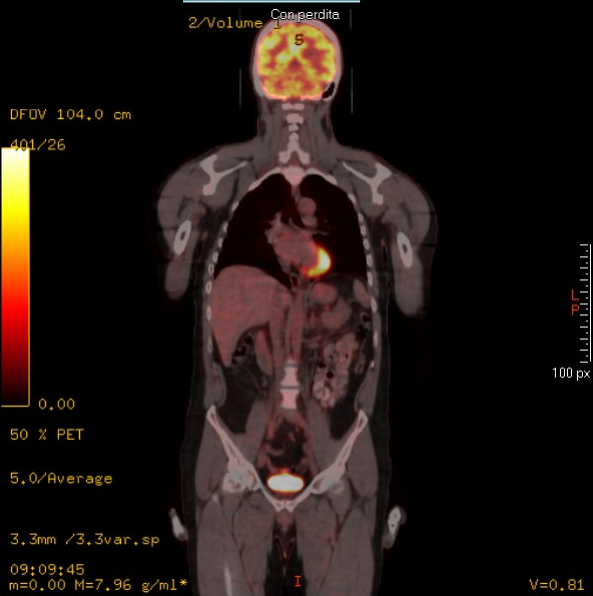 Con perdita
2/Volume
S
DFOV 104.0 cm
401/26
0.00
50 % PET
5.0/Average
3.3mm /3.3var.sp
09:09:45
m=0.00 M=7.96 g/ml*
I
L
P
100 px
V=0.81